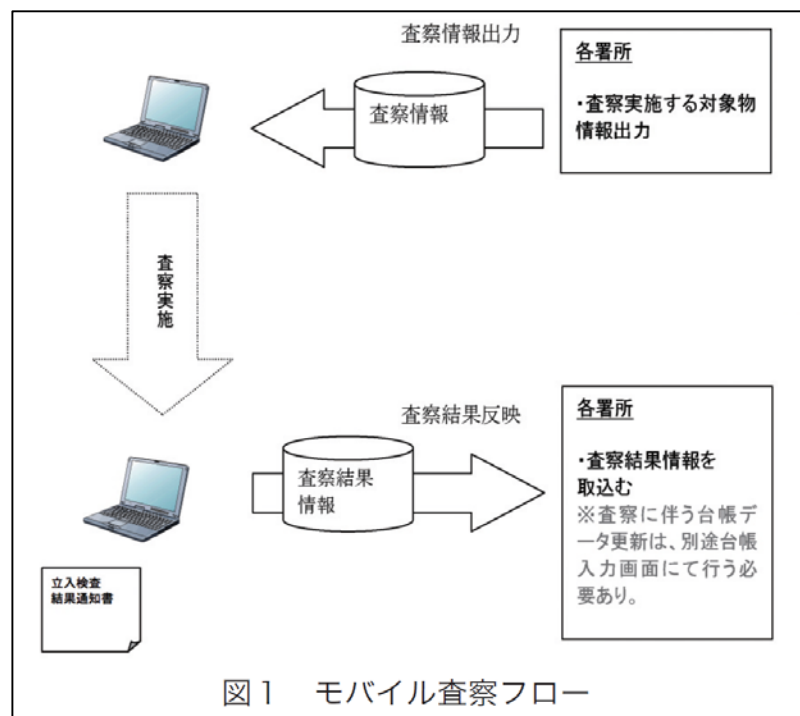 査察情報出力
査察情報
各署所
・査察実施する対象物
情報出力
査察実施
査察結果反映
査察結果
情報
各署所
・査察結果情報を
取込む
※査察に伴う台帳デ
ータ更新は、別途台帳
入力画面にて行う必
要あり。
立入検査
結果通知書
図1 モバイル査察フロー